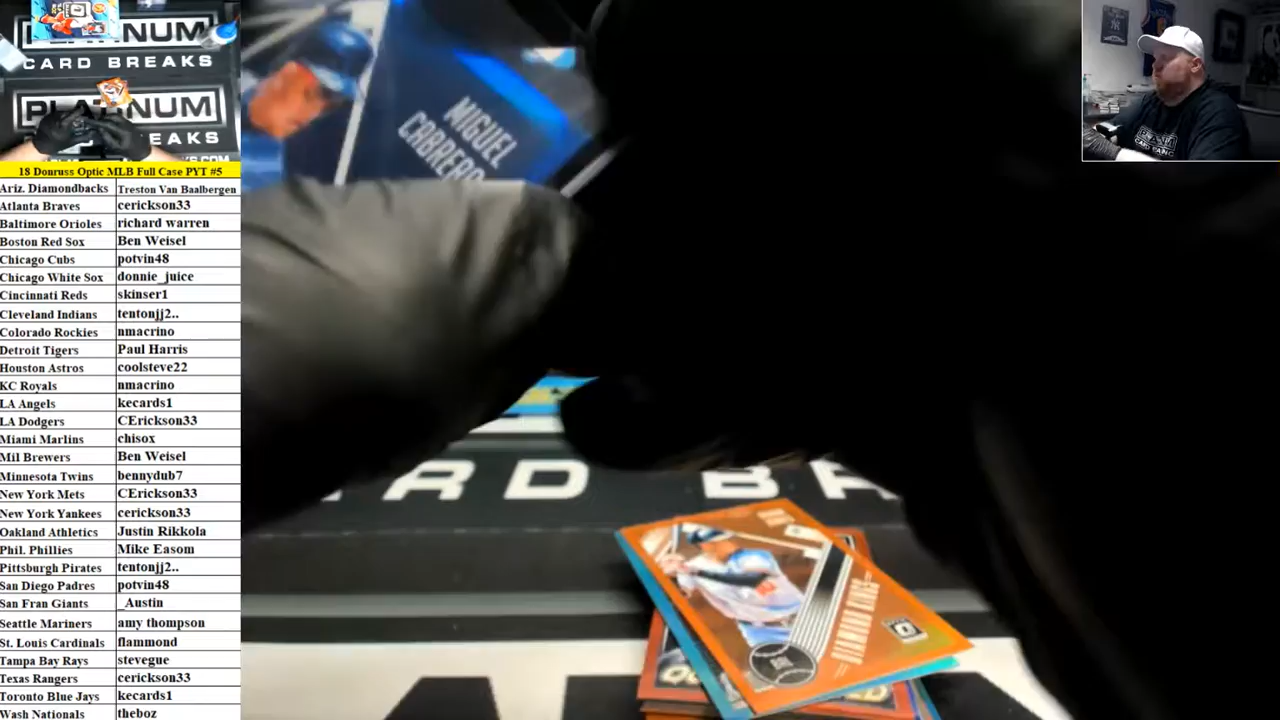 PLATINUM
CARD BREAKS
PLATINUM
EAKS
18 Donruss Optic MLB Full Case PYT #5
Ariz. Diamondbacks Treston Van Baalbergen
Atlanta Braves cerickson33
Baltimore Orioles richard warren
Boston Red Sox Ben Weisel
Chicago Cubs potvin48
Chicago White Sox donnie_juice
Cincinnati Reds skinser1
Cleveland Indians tentonjj2..
Colorado Rockies nmacrino
Detroit Tigers Paul Harris
Houston Astros coolsteve22
KC Royals nmacrino
LA Angels kecards1
LA Dodgers CErickson33
Miami Marlins chisox
Mil Brewers Ben Weisel
Minnesota Twins bennydub7
New York Mets CErickson33
New York Yankees cerickson33
Oakland Athletics Justin Rikkola
Phil. Phillies Mike Easom
Pittsburgh Pirates tentonjj2..
San Diego Padres potvin48
San Fran Giants _Austin
Seattle Mariners amy thompson
St. Louis Cardinals flammond
Tampa Bay Rays stevegue
Texas Rangers cerickson33
Toronto Blue Jays kecards1
Wash Nationals theboz
MIGUEL
CABRERA
ARD BRA
DIAMOND KINGS